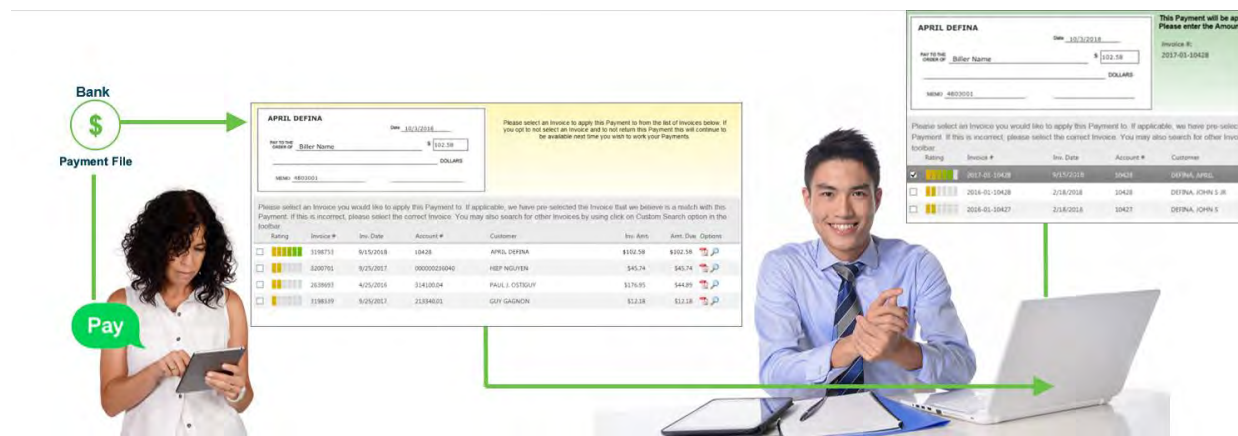 Bank
$
Payment File
Pay
APRIL DEFINA
Date 10/3/2018
PAY TO THE
ORDER OF Biller Name $ 102.58
DOLLARS
MEMO 4803001
Please select an Invoice to apply this Payment to from the list of Invoices below. If
you opt to not select an Invoice and to not return this Payment this will continue to
be available next time you wish to work your Payments.
Please select an Invoice you would like to apply this Payment to. If applicable, we have pre-selected the Invoice that we believe is a match with this
Payment. If this is incorrect, please select the correct Invoice. You may also search for other Invoices by using click on Custom Search option in the
toolbar.
Rating Invoice # Inv. Date Account # Customer Inv. Amt. Amt. Due Options
3198753 9/15/2018 10428 APRIL DEFINA $102.58 $102.58
3200701 9/25/2017 000000236040 HIEP NGUYEN $45.74 $45.74
2638693 4/25/2016 314100.04 PAUL J. OSTIGUY $176.95 $44.89
3198339 9/25/2017 213340.01 GUY GAGNON $12.18 $12.18
APRIL DEFINA
Date 10/3/2018
PAY TO THE
ORDER OF Biller Name $ 102.58
DOLLARS
MEMO 4803001
This Payment will be ap
Please enter the Amoun
Invoice #:
2017-01-10428
Please select an Invoice you would like to apply this Payment to. If applicable, we have pre-selec
Payment. If this is incorrect, please select the correct Invoice. You may also search for other Invo
toolbar.
Rating Invoice # Inv. Date Account # Customer
2017-01-10428 9/15/2018 10428 DEFINA, APRIL
2016-01-10428 2/18/2018 10428 DEFINA, JOHN S JR
2016-01-10427 2/18/2018 10427 DEFINA, JOHN S